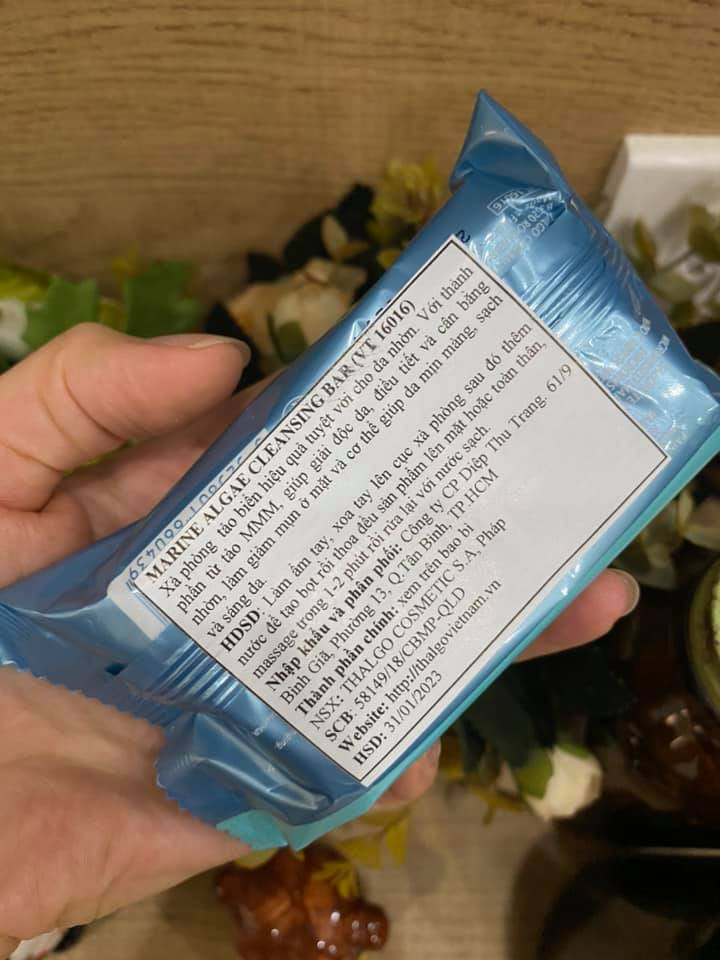 MARINE ALGAE CLEANSING BAR (VT 16016)
Xà phòng tảo biển hiệu quả tuyệt vời cho da nhờn. Với thành
phần từ tảo MMM, giúp giải độc da, điều tiết và cân bằng
nhờn, làm giảm mụn ở mặt và cơ thể giúp da mịn màng, sạch
và sáng da.
HDSD: Làm ẩm tay, xoa tay lên cục xà phòng sau đó thêm
nước để tạo bọt rồi thoa đều sản phẩm lên mặt hoặc toàn thân,
massage trong 1-2 phút rồi rửa lại với nước sạch.
Nhập khẩu và phân phối: Công ty CP Diệp Thu Trang. 61/9
Bình Giã, Phường 13, Q.Tân Bình, TP.HCM
Thành phần chính: xem trên bao bì
NSX: THALGO COSMETIC S.A, Pháp
SCB: 58149/18/CBMP-QLD
Website: http://thalgovietnam.vn
HSD: 31/01/2023